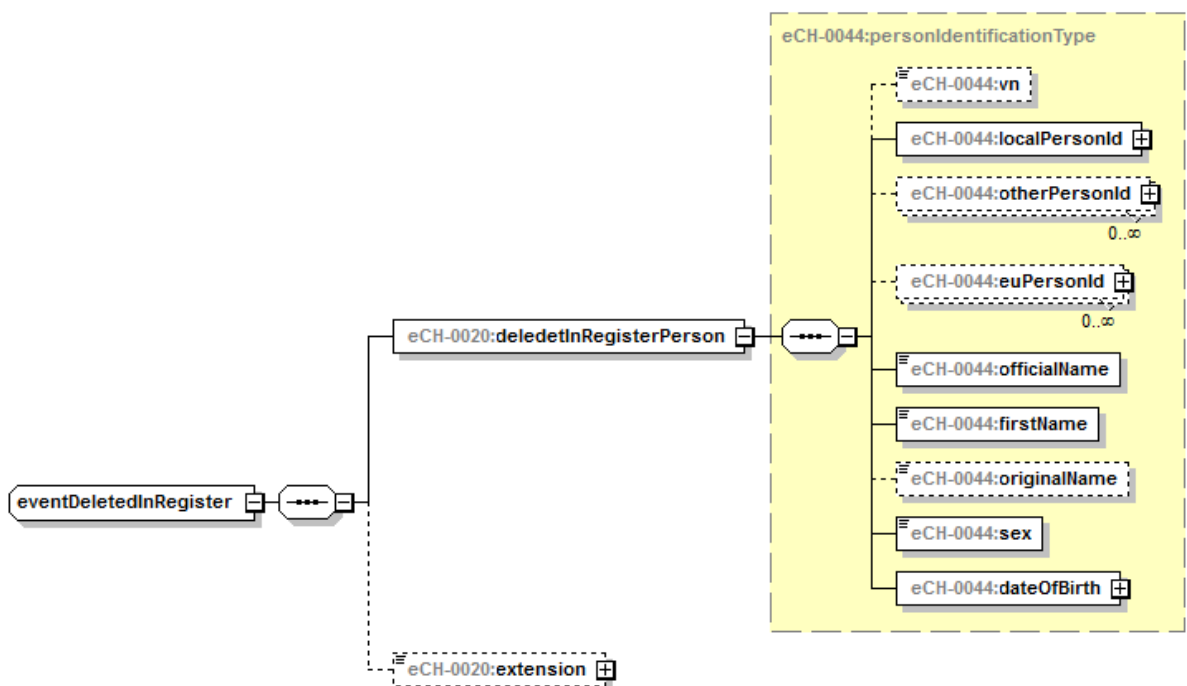 eCH-0044:personIdentificationType
eCH-0044:vn
eCH-0044:localPersonId
eCH-0044:otherPersonId
0..∞
eCH-0044:euPersonId
0..∞
eCH-0020:deledetInRegisterPerson
eCH-0044:officialName
eCH-0044:firstName
eCH-0044:originalName
eventDeletedInRegister
eCH-0044:sex
eCH-0044:dateOfBirth
eCH-0020:extension